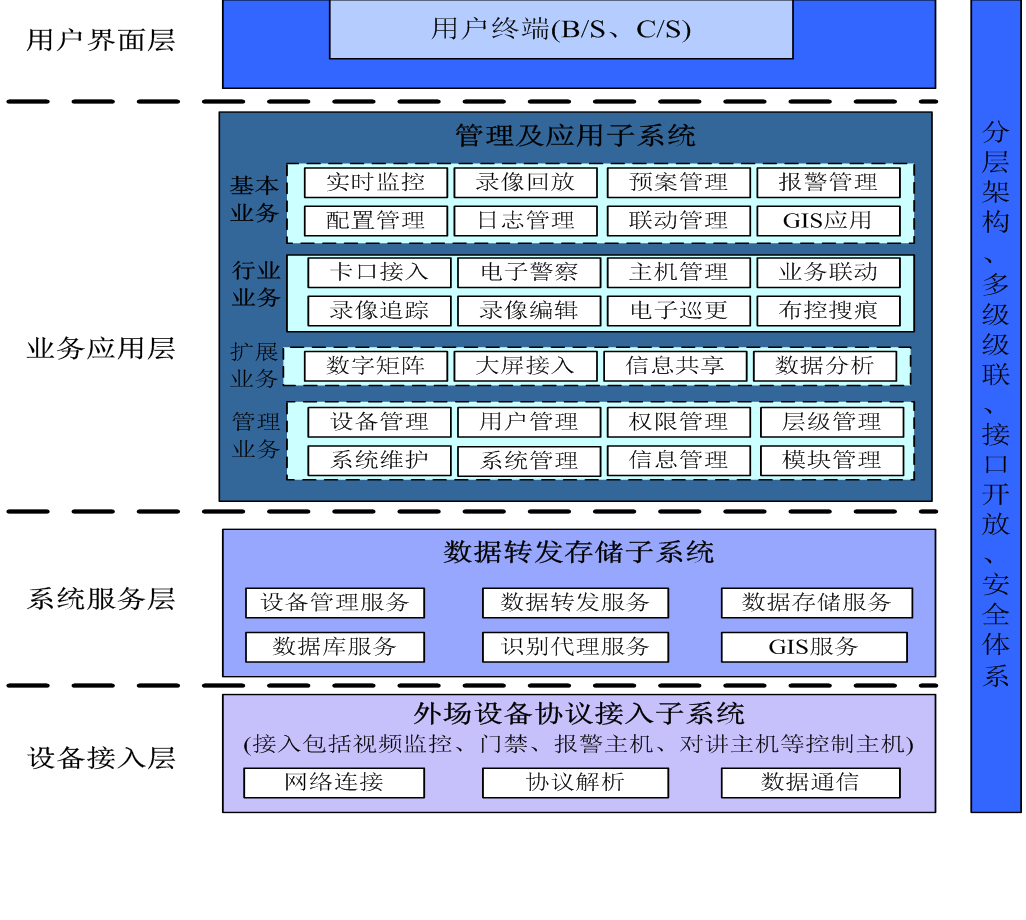 用户界面层
用户终端(B/S、C/S)
业务应用层
管理及应用子系统
基本
业务
实时监控
录像回放
预案管理
报警管理
配置管理
日志管理
联动管理
GIS应用
行业
业务
卡口接入
电子警察
主机管理
业务联动
录像追踪
录像编辑
电子巡更
布控搜痕
扩展
业务
数字矩阵
大屏接入
信息共享
数据分析
管理
业务
设备管理
用户管理
权限管理
层级管理
系统维护
系统管理
信息管理
模块管理
系统服务层
数据转发存储子系统
设备管理服务
数据转发服务
数据存储服务
数据库服务
识别代理服务
GIS服务
设备接入层
外场设备协议接入子系统
(接入包括视频监控、门禁、报警主机、对讲主机等控制主机)
网络连接
协议解析
数据通信
分层架构、多级级联、接口开放、安全体系